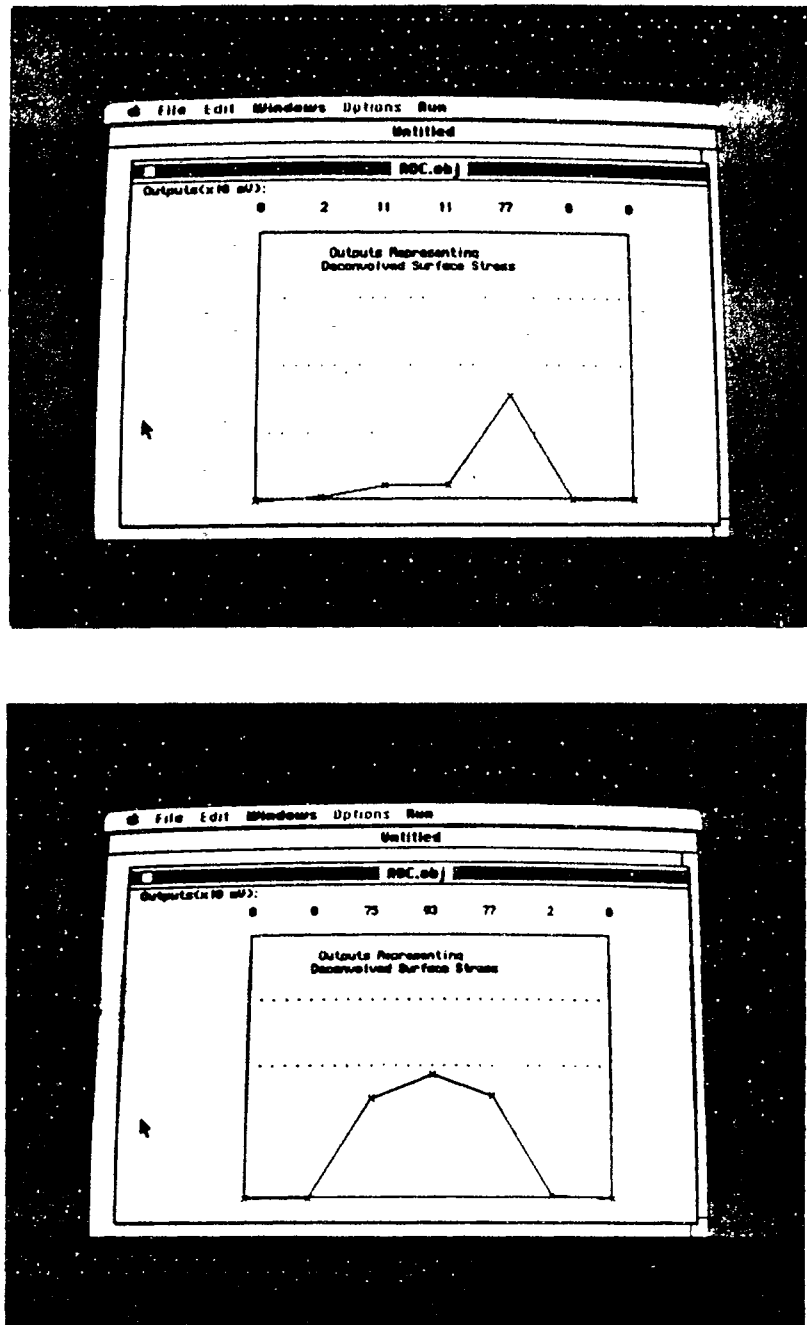 File Edit Windows Options Run
Untitled
ADC.obj
Outputs(x10 mV):
0 2 11 11 77 0 0
Outputs Representing
Deconvolved Surface Stress
File Edit Windows Options Run
Untitled
ADC.obj
Outputs(x10 mV):
0 0 75 93 77 2 0
Outputs Representing
Deconvolved Surface Stress